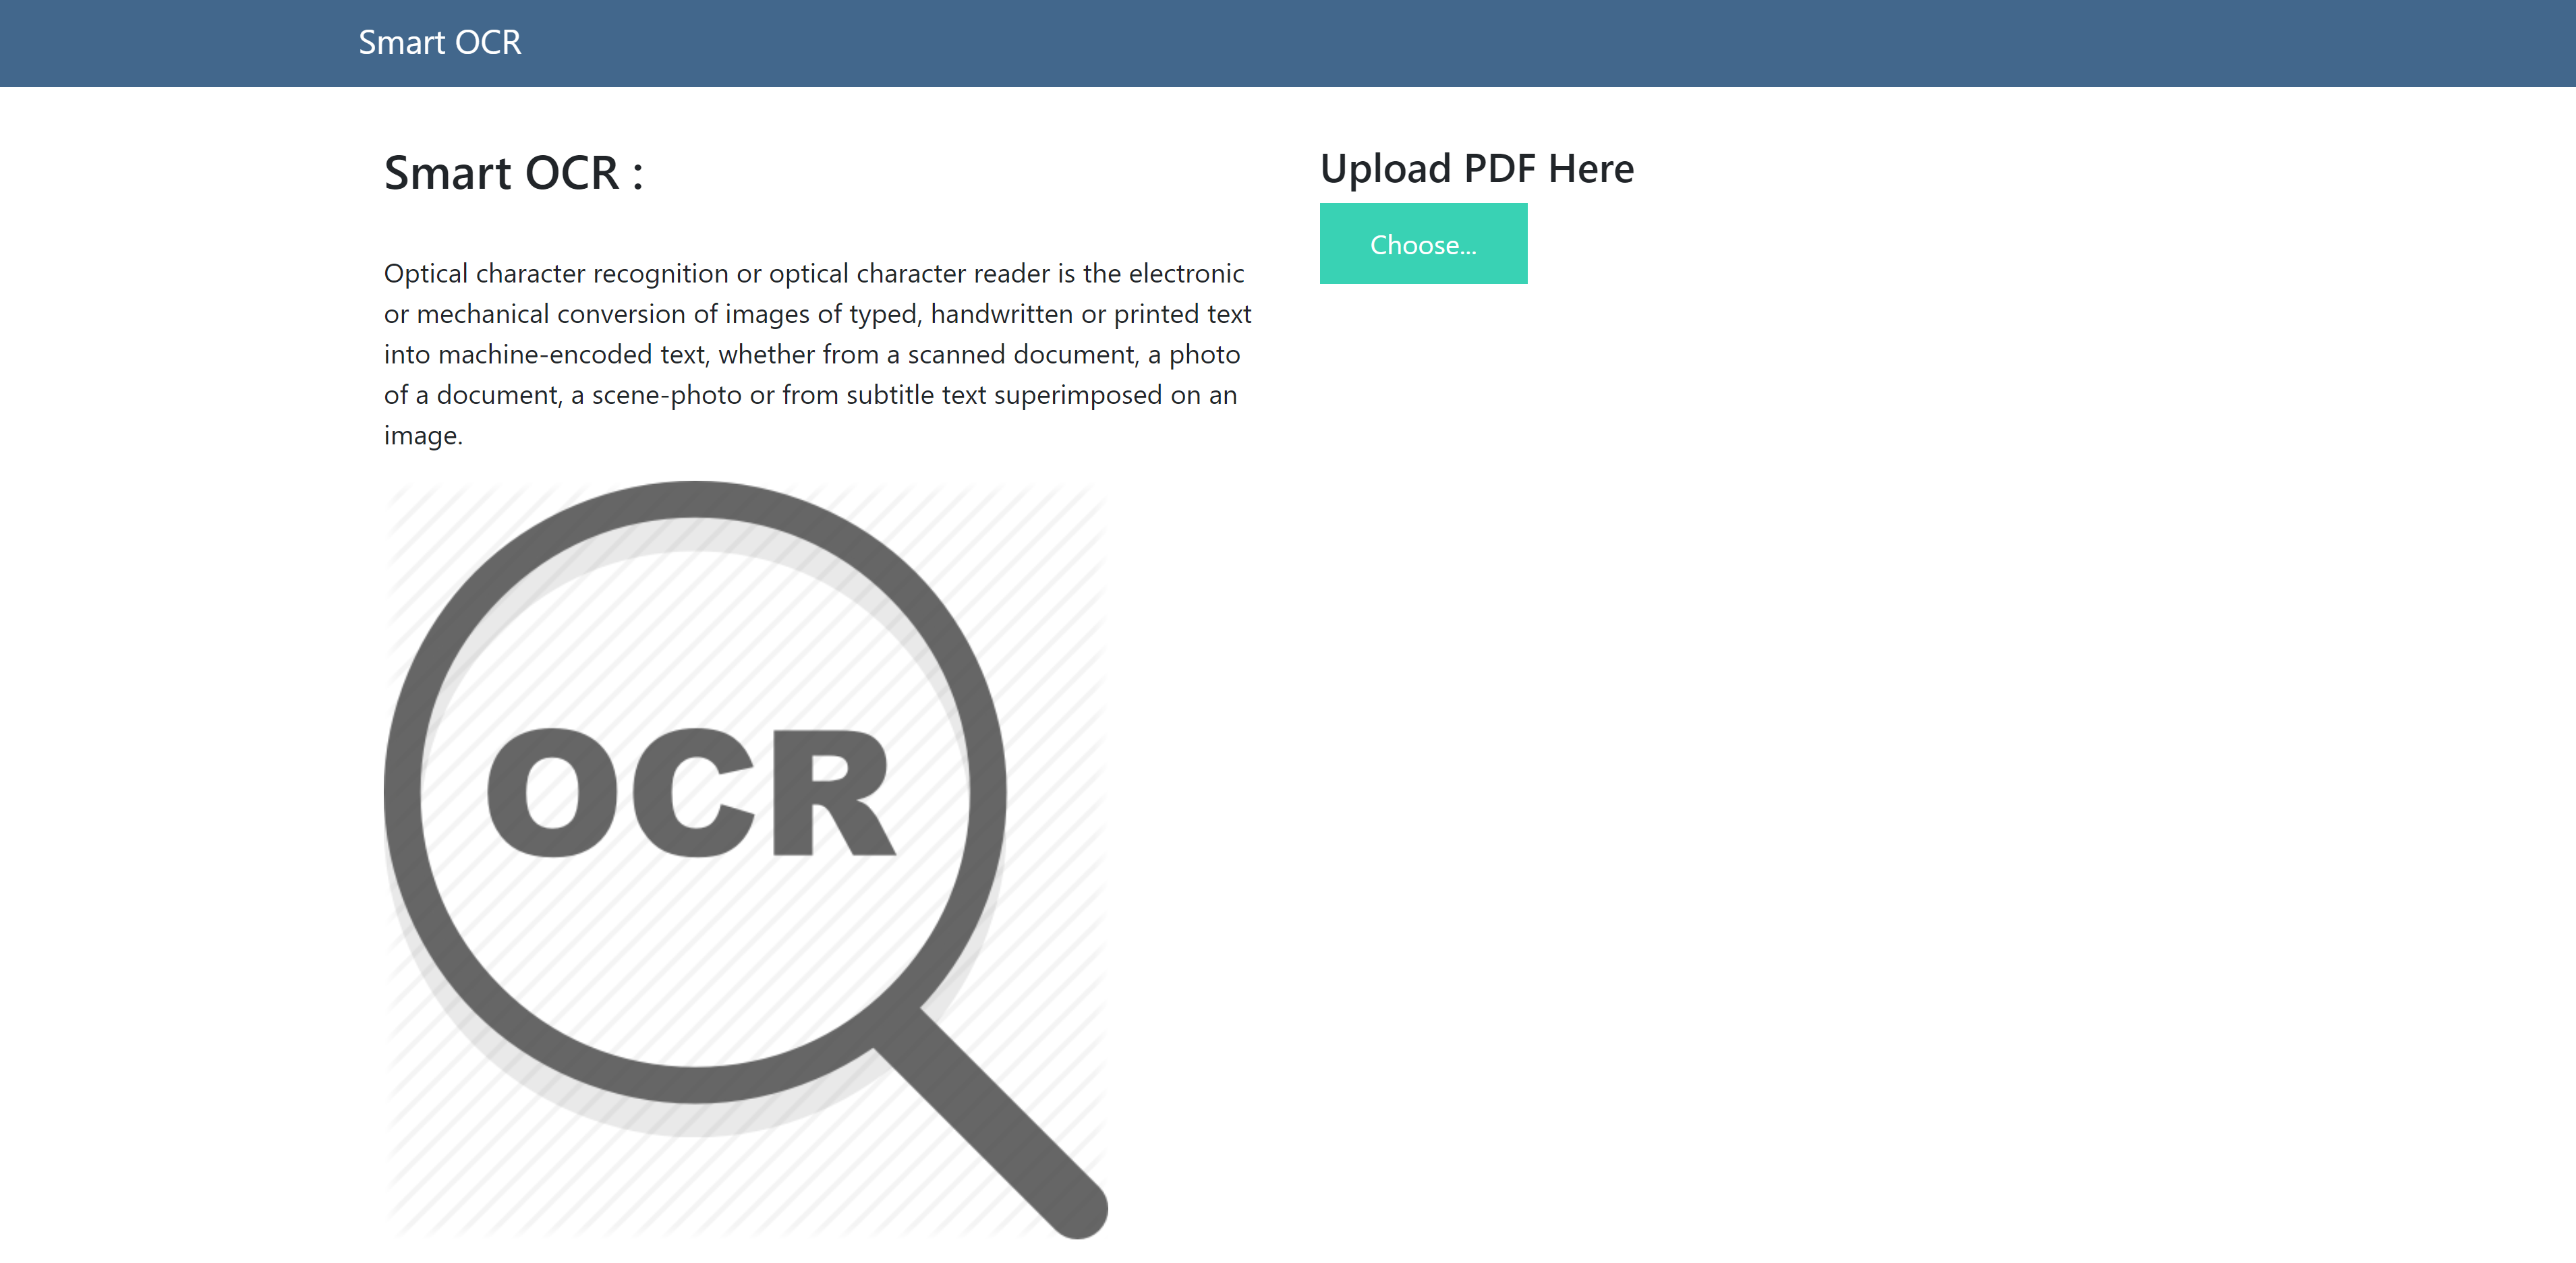 Smart OCR
Smart OCR :
Optical character recognition or optical character reader is the electronic
or mechanical conversion of images of typed, handwritten or printed text
into machine-encoded text, whether from a scanned document, a photo
of a document, a scene-photo or from subtitle text superimposed on an
image.
OCR
Upload PDF Here
Choose...